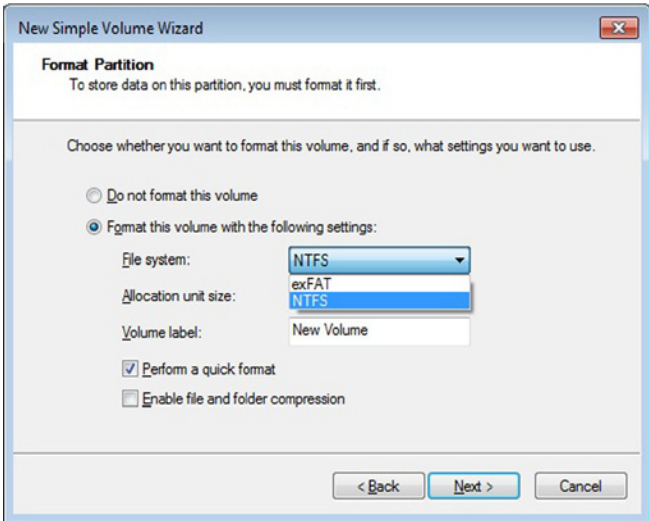 New Simple Volume Wizard
Format Partition
To store data on this partition, you must format it first.
Choose whether you want to format this volume, and if so, what settings you want to use.
Do not format this volume
Format this volume with the following settings:
File system: NTFS
exFAT
Allocation unit size: NTFS
Volume label: New Volume
Perform a quick format
Enable file and folder compression
< Back Next > Cancel